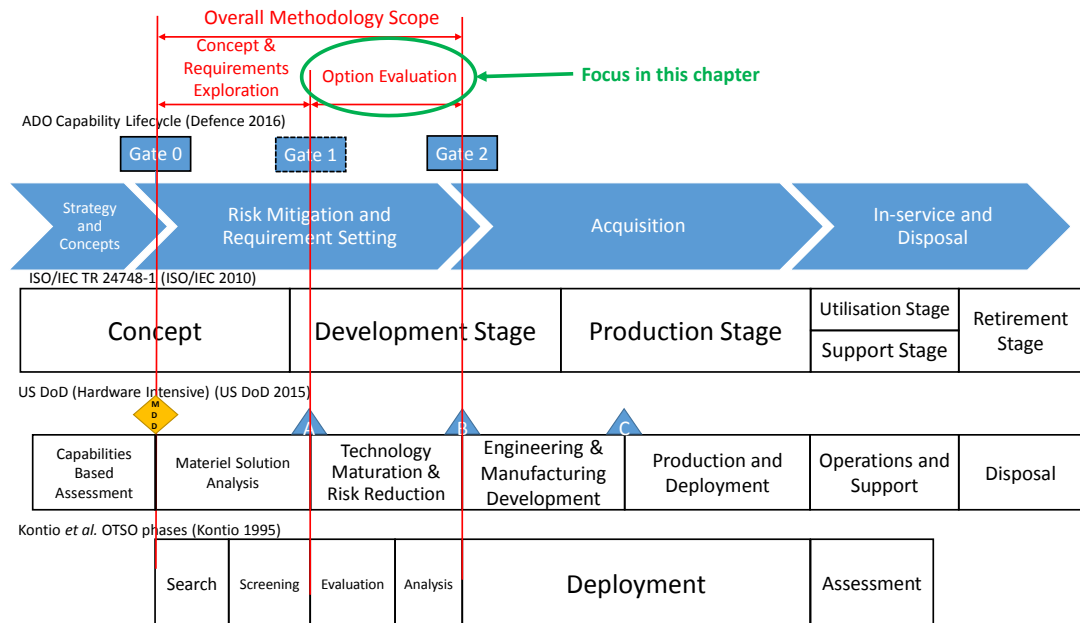 Overall Methodology Scope
Concept &
Requirements
Exploration
Option Evaluation
Focus in this chapter
ADO Capability Lifecycle (Defence 2016)
Gate 0
Gate 1
Gate 2
Strategy
and
Concepts
Risk Mitigation and
Requirement Setting
Acquisition
In-service and
Disposal
ISO/IEC TR 24748-1 (ISO/IEC 2010)
Concept
Development Stage
Production Stage
Utilisation Stage
Support Stage
Retirement
Stage
US DoD (Hardware Intensive) (US DoD 2015)
M
D
D
A
B
C
Capabilities
Based
Assessment
Materiel Solution
Analysis
Technology
Maturation &
Risk Reduction
Engineering &
Manufacturing
Development
Production and
Deployment
Operations and
Support
Disposal
Kontio et al. OTSO phases (Kontio 1995)
Search
Screening
Evaluation
Analysis
Deployment
Assessment